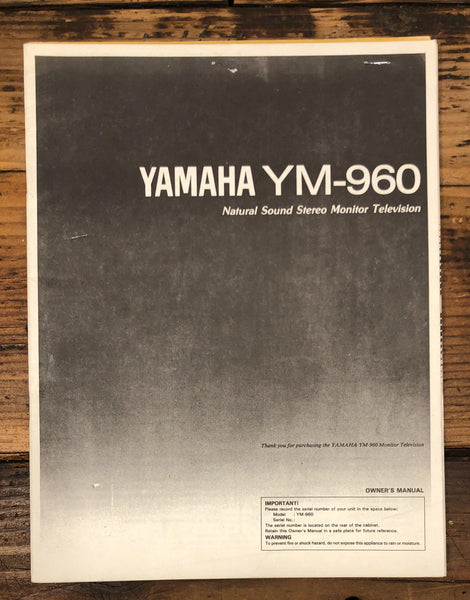 YAMAHA YM-960
Natural Sound Stereo Monitor Television
Thank you for purchasing the YAMAHA YM-960 Monitor Television
OWNER'S MANUAL
IMPORTANT!
Please record the serial number of your unit in the space below:
Model : YM-960
Serial No.:
The serial number is located on the rear of the cabinet.
Retain this Owner's Manual in a safe place for future reference.
WARNING
To prevent fire or shock hazard, do not expose this appliance to rain or moisture.